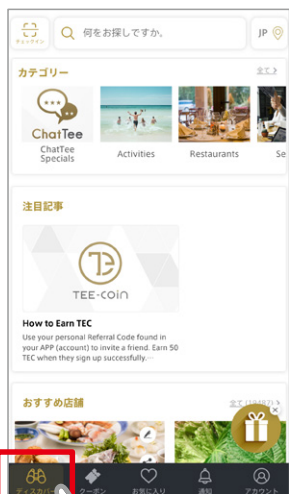 チェックイン
何をお探しですか。
JP
カテゴリー
全て >
ChatTee
ChatTee
Specials
Activities
Restaurants
Se
注目記事
TEE-COIN
How to Earn TEC
Use your personal Referral Code found in
your APP (account) to invite a friend. Earn 50
TEC when they sign up successfully.…
おすすめ店舗
全て (19487) >
ディスカバー
クーポン
お気に入り
通知
アカウント